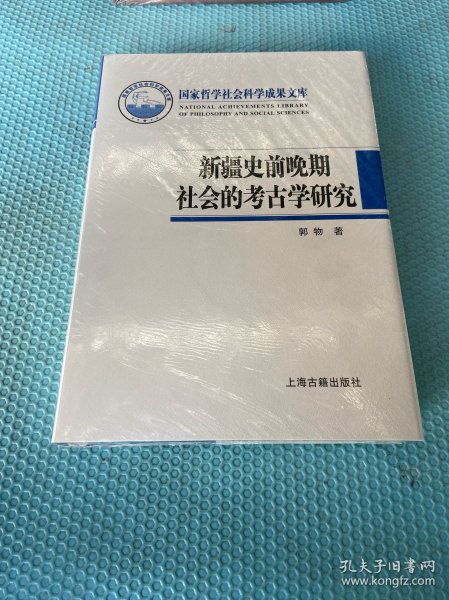 国家哲学社会科学成果文库
NATIONAL ACHIEVEMENTS LIBRARY
OF PHILOSOPHY AND SOCIAL SCIENCES
新疆史前晚期
社会的考古学研究
郭物 著
上海古籍出版社
孔夫子旧书网
www.kongfz.com